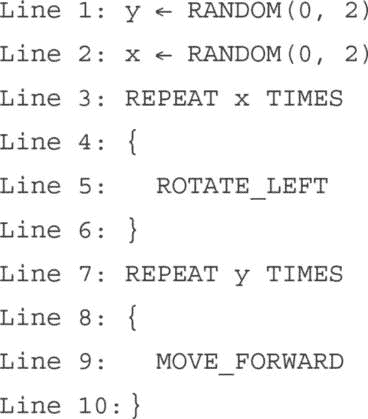 Line 1: y ← RANDOM(0, 2)
Line 2: x ← RANDOM(0, 2)
Line 3: REPEAT x TIMES
Line 4: {
Line 5:   ROTATE_LEFT
Line 6: }
Line 7: REPEAT y TIMES
Line 8: {
Line 9:   MOVE_FORWARD
Line 10:}